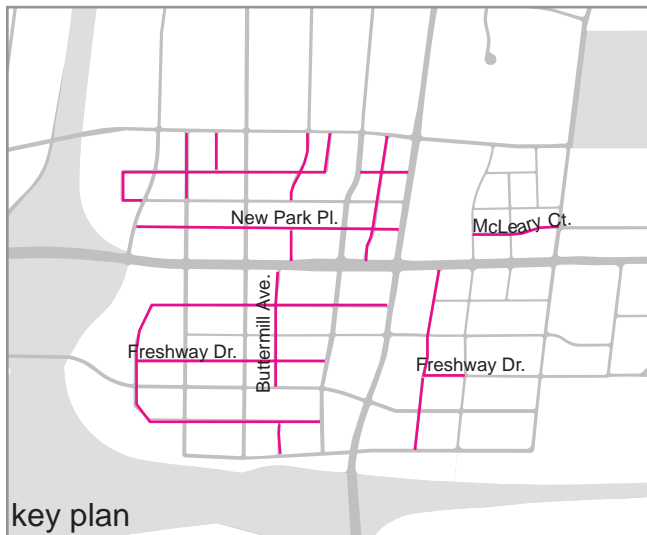 New Park Pl.
McLeary Ct.
Buttermill Ave.
Freshway Dr.
Freshway Dr.
key plan